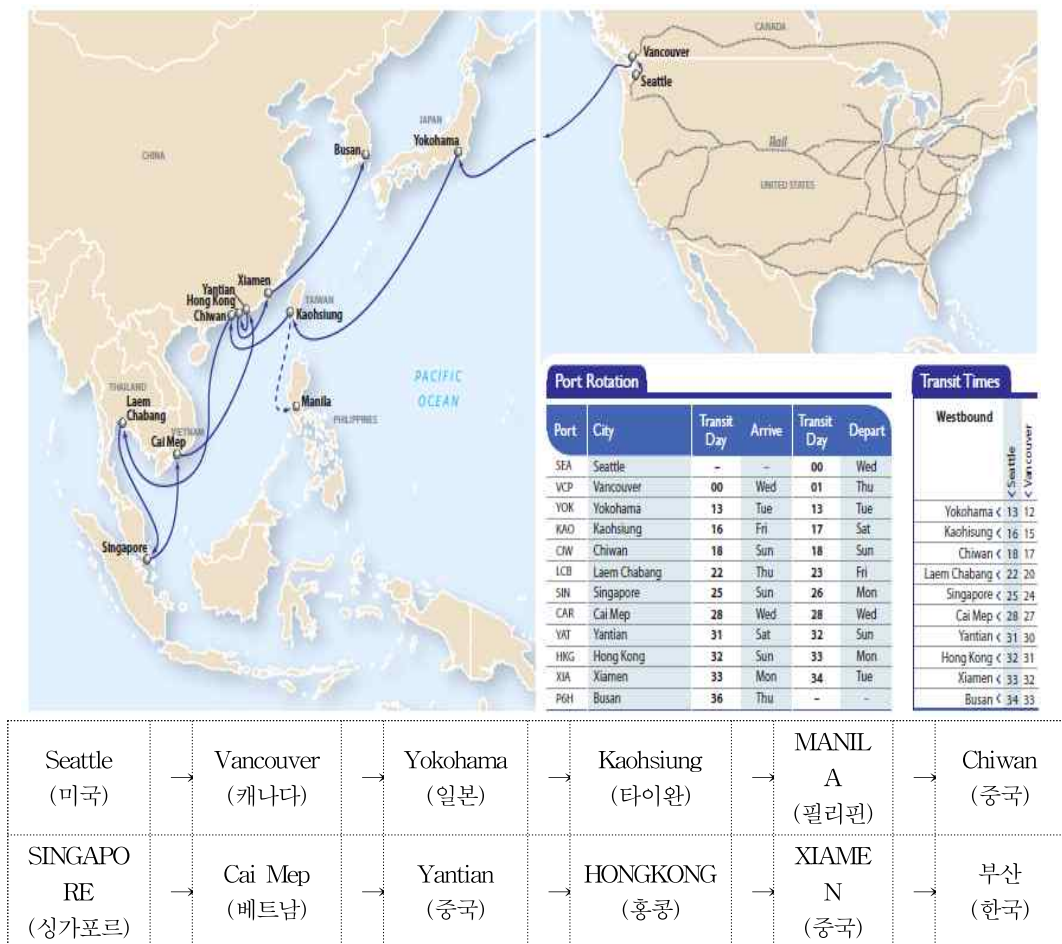 CANADA
Vancouver
Seattle
JAPAN
Yokohama
Busan
CHINA
Rail
UNITED STATES
Xiamen
Yantian
Hong Kong
Chiwan
TAIWAN
Kaohsiung
PACIFIC
OCEAN
THAILAND
Laem
Chabang
Manila
PHILIPPINES
VIETNAM
Cai Mep
Singapore
Port Rotation
Port City Transit Day Arrive Transit Day Depart
SEA Seattle - - 00 Wed
VCP Vancouver 00 Wed 01 Thu
YOK Yokohama 13 Tue 13 Tue
KAO Kaohsiung 16 Fri 17 Sat
CIW Chiwan 18 Sun 18 Sun
LCB Laem Chabang 22 Thu 23 Fri
SIN Singapore 25 Sun 26 Mon
CAR Cai Mep 28 Wed 28 Wed
YAT Yantian 31 Sat 32 Sun
HKG Hong Kong 32 Sun 33 Mon
XIA Xiamen 33 Mon 34 Tue
P6H Busan 36 Thu - -
Transit Times
Westbound
< Seattle
< Vancouver
Yokohama < 13 12
Kaohisung < 16 15
Chiwan < 18 17
Laem Chabang < 22 20
Singapore < 25 24
Cai Mep < 28 27
Yantian < 31 30
Hong Kong < 32 31
Xiamen < 33 32
Busan < 34 33
Seattle → Vancouver → Yokohama → Kaohsiung → MANIL
A → Chiwan
(미국) (캐나다) (일본) (타이완) (필리핀) (중국)
SINGAPO
RE → Cai Mep → Yantian → HONGKONG → XIAME
N → 부산
(싱가포르) (베트남) (중국) (홍콩) (중국) (한국)